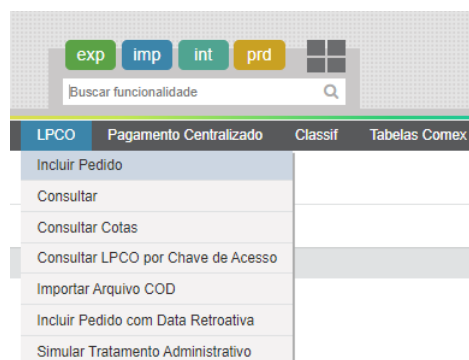 exp imp int prd
Buscar funcionalidade
LPCO Pagamento Centralizado Classif Tabelas Comex
Incluir Pedido
Consultar
Consultar Cotas
Consultar LPCO por Chave de Acesso
Importar Arquivo COD
Incluir Pedido com Data Retroativa
Simular Tratamento Administrativo